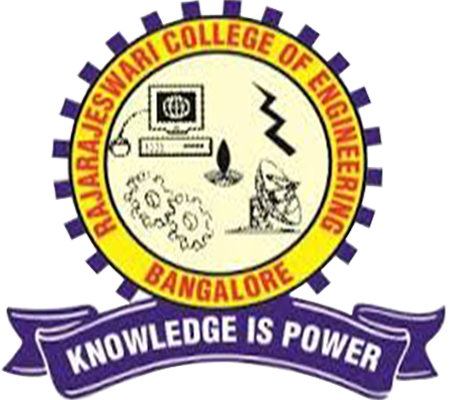 RAJARAJESWARI COLLEGE OF ENGINEERING
BANGALORE
KNOWLEDGE IS POWER